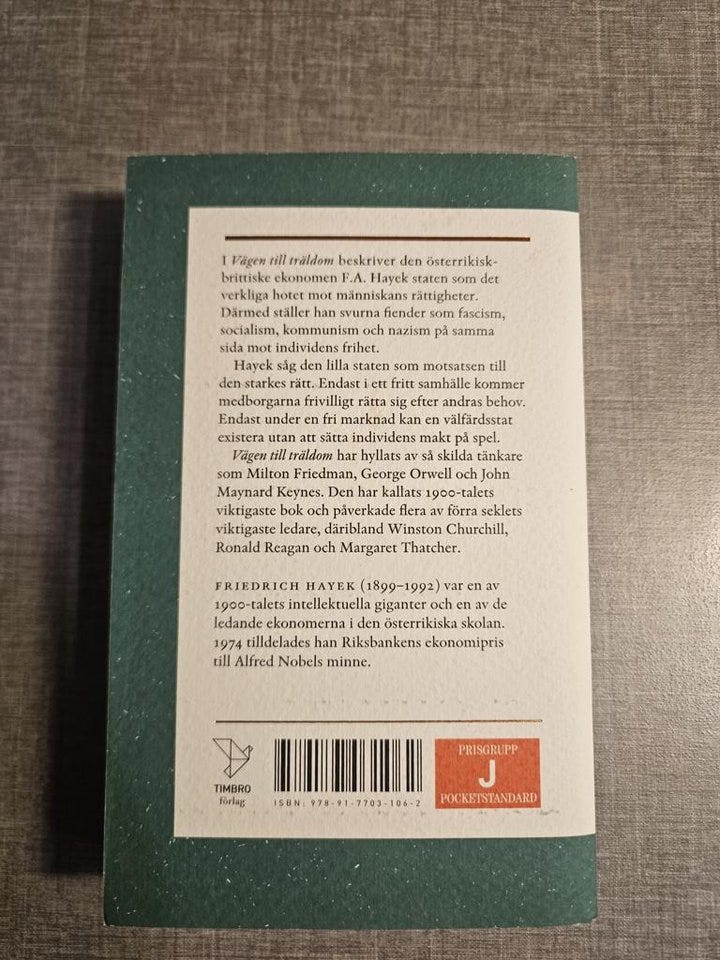 I Vägen till träldom beskriver den österrikisk-
brittiske ekonomen F.A. Hayek staten som det
verkliga hotet mot människans rättigheter.
Därmed ställer han svurna fiender som fascism,
socialism, kommunism och nazism på samma
sida mot individens frihet.
Hayek såg den lilla staten som motsatsen till
den starkes rätt. Endast i ett fritt samhälle kommer
medborgarna frivilligt rätta sig efter andras behov.
Endast under en fri marknad kan en välfärdsstat
existera utan att sätta individens makt på spel.
Vägen till träldom har hyllats av så skilda tänkare
som Milton Friedman, George Orwell och John
Maynard Keynes. Den har kallats 1900-talets
viktigaste bok och påverkade flera av förra seklets
viktigaste ledare, däribland Winston Churchill,
Ronald Reagan och Margaret Thatcher.
FRIEDRICH HAYEK (1899–1992) var en av
1900-talets intellektuella giganter och en av de
ledande ekonomerna i den österrikiska skolan.
1974 tilldelades han Riksbankens ekonomipris
till Alfred Nobels minne.
TIMBRO
förlag
ISBN: 978-91-7703-106-2
PRISGRUPP
J
POCKETSTANDARD